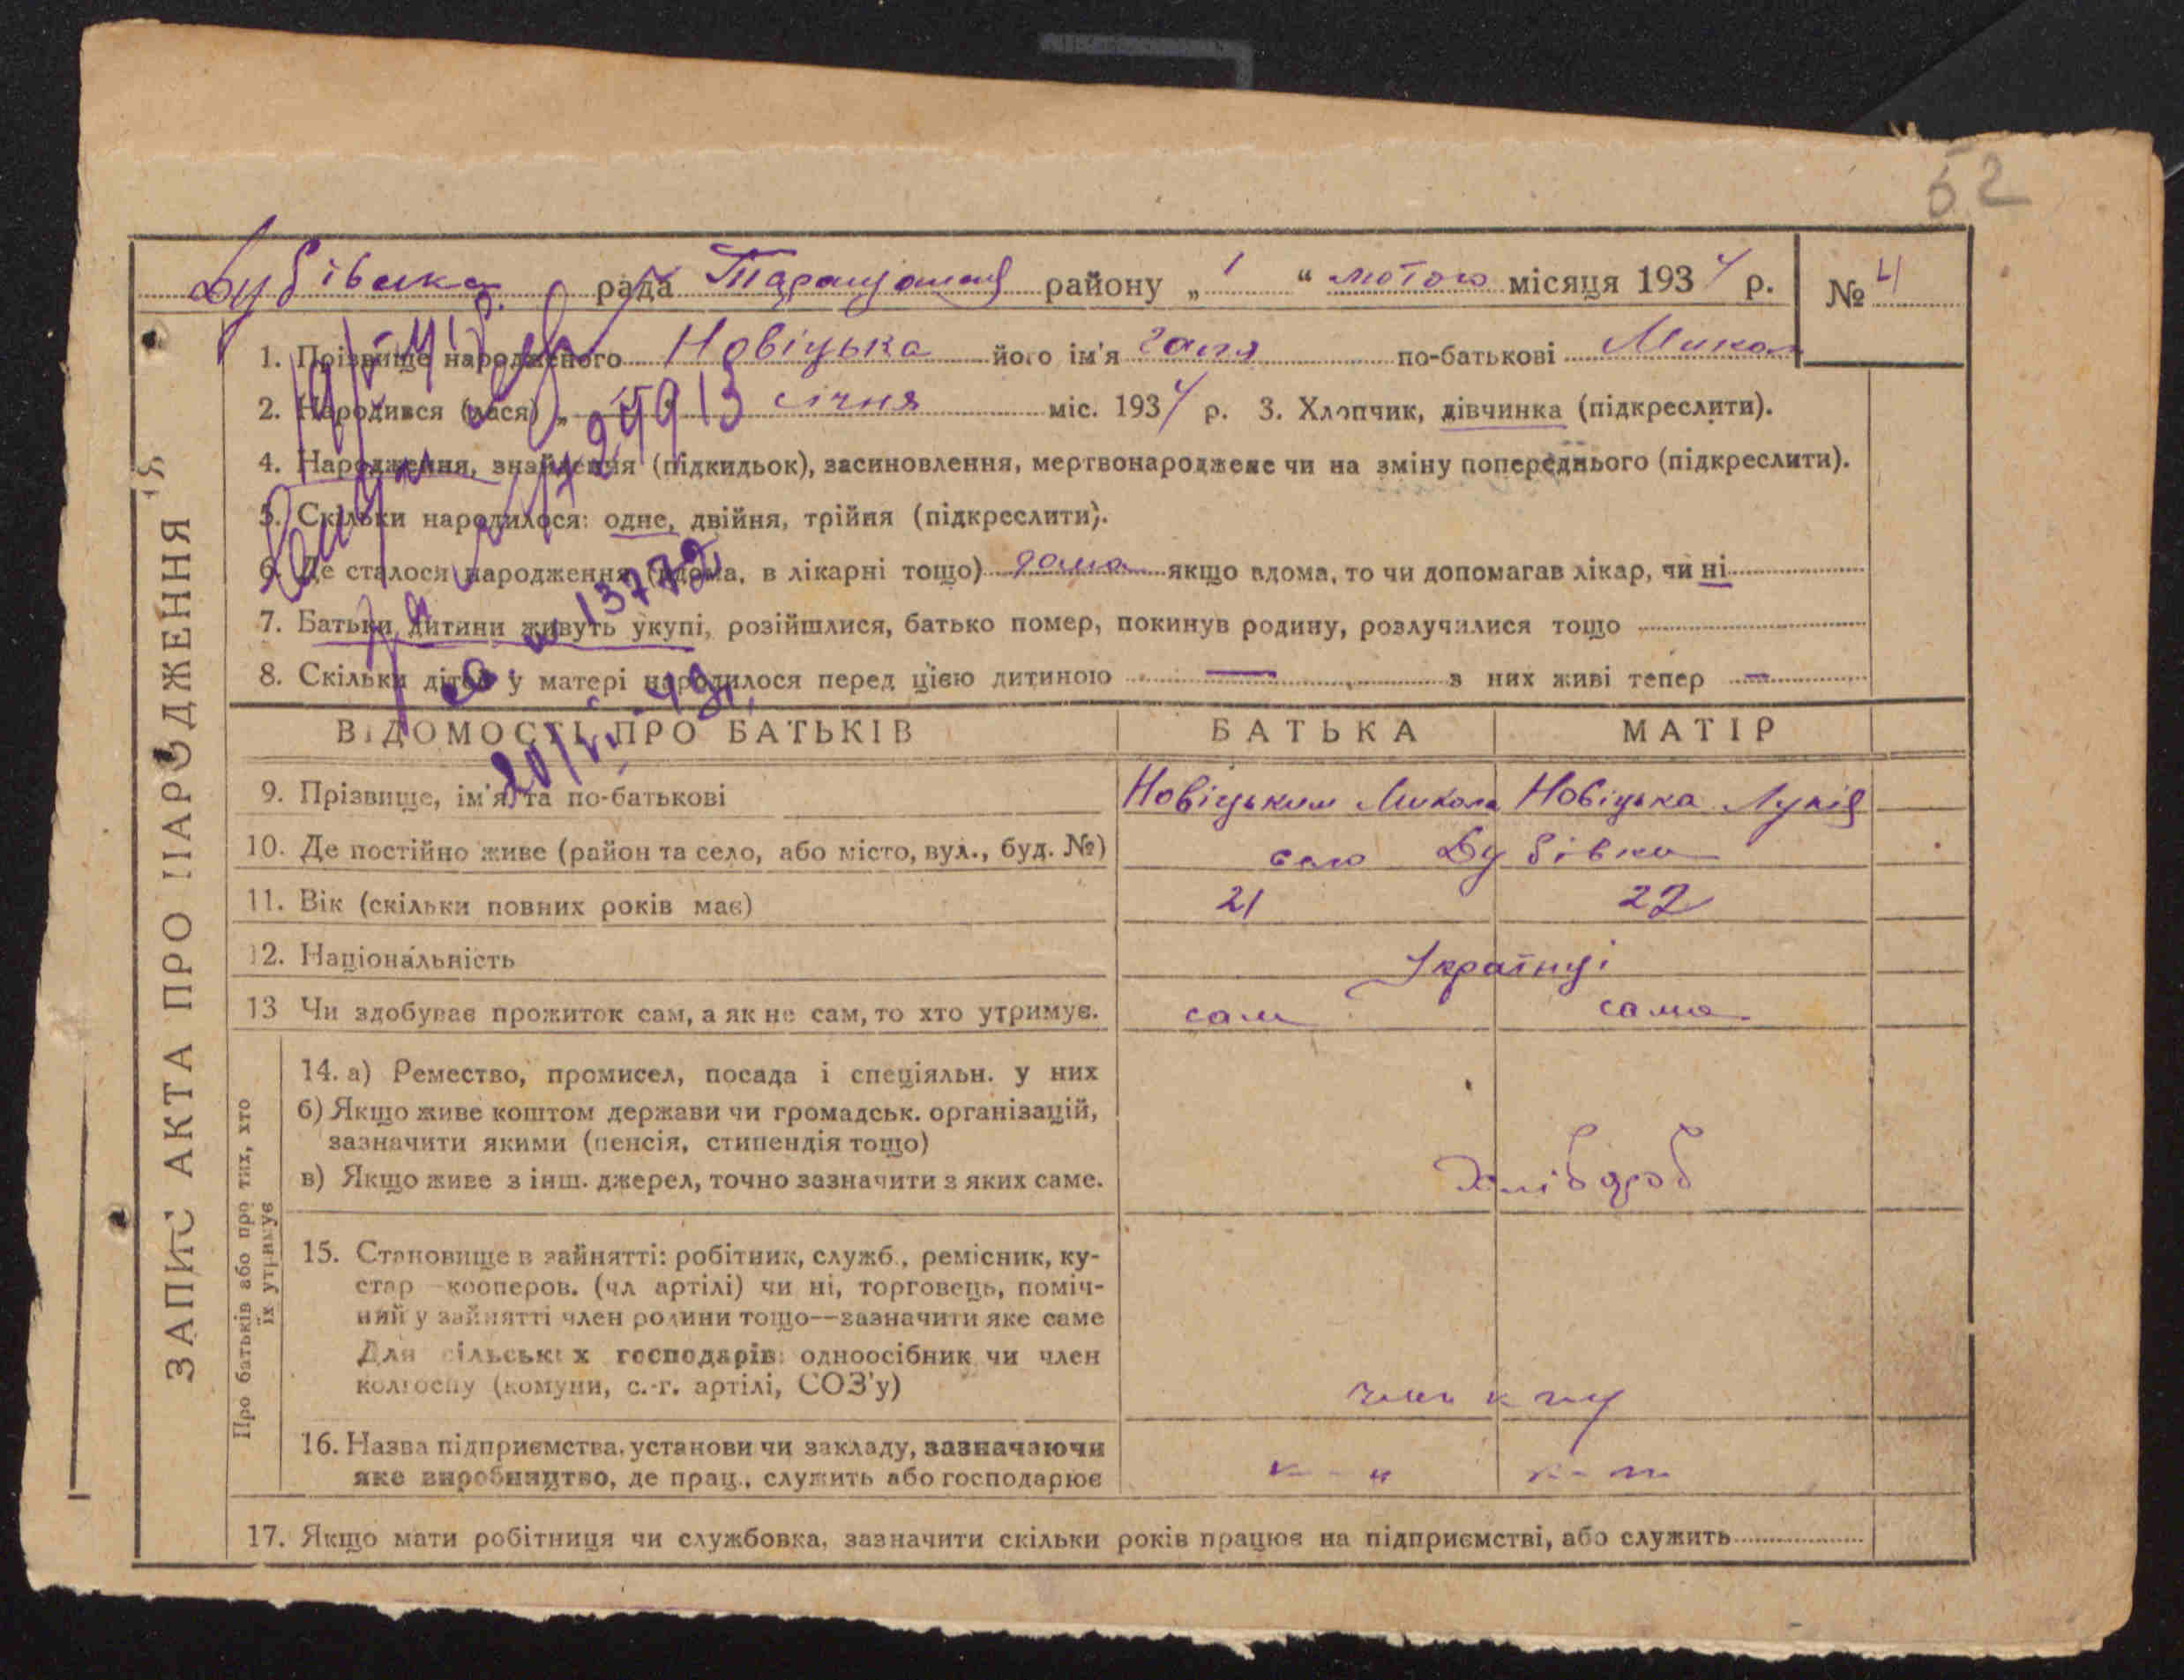 52
Дубівська рада Таращанськ району „ 1 “ лютого місяця 1934 р. № 4
1. Прізвище народженого Новіцька його ім'я Галя по-батькові Микол
2. Народився (лася) „ січня міс. 1934 р. 3. Хлопчик, дівчинка (підкреслити).
4. Народження, знайдення (підкидьок), засиновлення, мертвонароджене чи на зміну попереднього (підкреслити).
5. Скільки народилося: одне, двійня, трійня (підкреслити).
6. Де сталося народження (вдома, в лікарні тощо) дома якщо вдома, то чи допомагав лікар, чи ні
7. Батьки дитини живуть укупі, розійшлися, батько помер, покинув родину, розлучилися тощо
8. Скільки дітей у матері народилося перед цією дитиною — з них живі тепер —
ЗАПИС АКТА ПРО НАРОДЖЕННЯ
ВІДОМОСТІ ПРО БАТЬКІВ БАТЬКА МАТІР
9. Прізвище, ім'я та по-батькові Новіцьким Микола Новіцька Лукія
10. Де постійно живе (район та село, або місто, вул., буд. №) село Дубівка
11. Вік (скільки повних років має) 21 22
12. Національність Українці
13 Чи здобуває прожиток сам, а як не сам, то хто утримує. сам сама
Про батьків або про тих, хто
їх утримує
14. а) Ремество, промисел, посада і спеціяльн. у них
б) Якщо живе коштом держави чи громадськ. організацій,
зазначити якими (пенсія, стипендія тощо)
в) Якщо живе з інш. джерел, точно зазначити з яких саме. Хлібороб
15. Становище в зайнятті: робітник, служб., ремісник, ку-
стар —кооперов. (чл артілі) чи ні, торговець, поміч-
ний у зайнятті член родини тощо—зазначити яке саме
Для сільських господарів: одноосібник чи член
колгоспу (комуни, с.-г. артілі, СОЗ'у) член
16. Назва підприємства, установи чи закладу, зазначаючи
яке виробництво, де прац., служить або господарює
17. Якщо мати робітниця чи службовка, зазначити скільки років працює на підприємстві, або служить